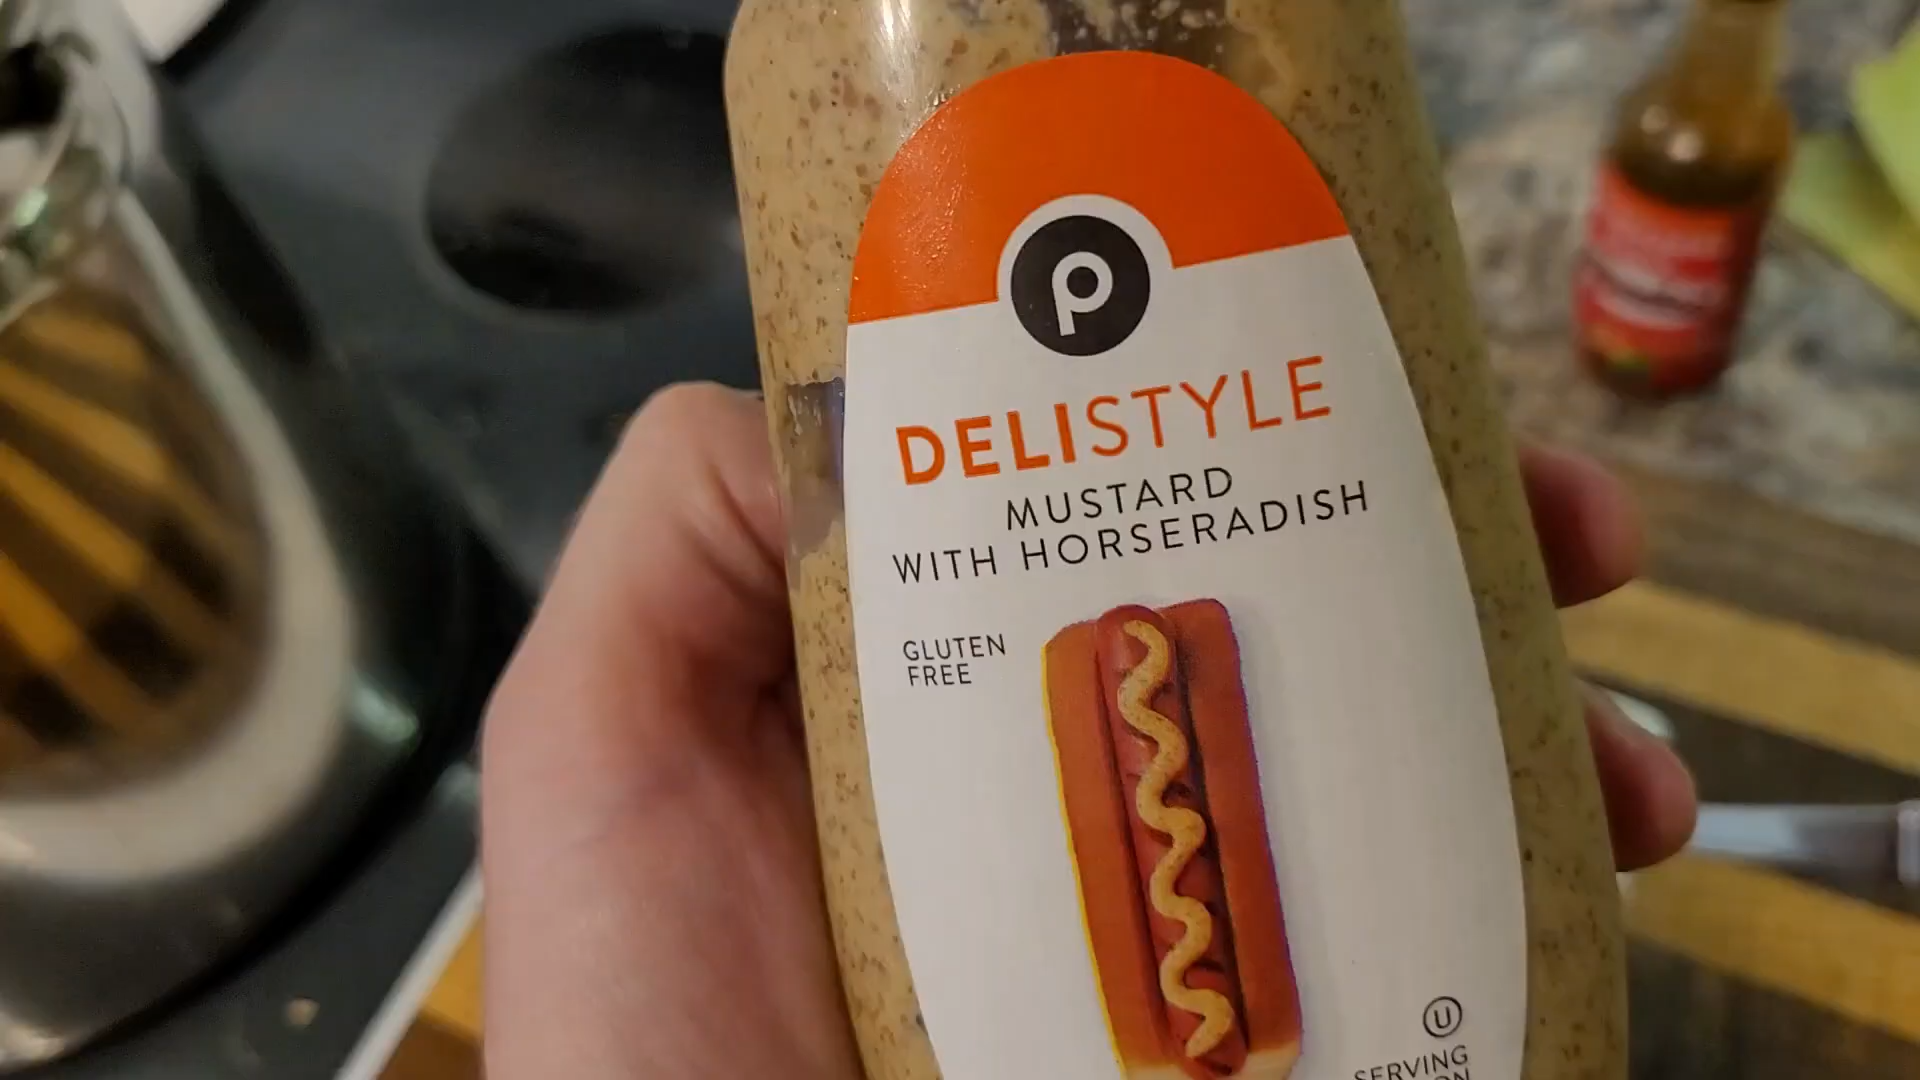 P
DELISTYLE
MUSTARD
WITH HORSERADISH
GLUTEN
FREE
U
SERVING